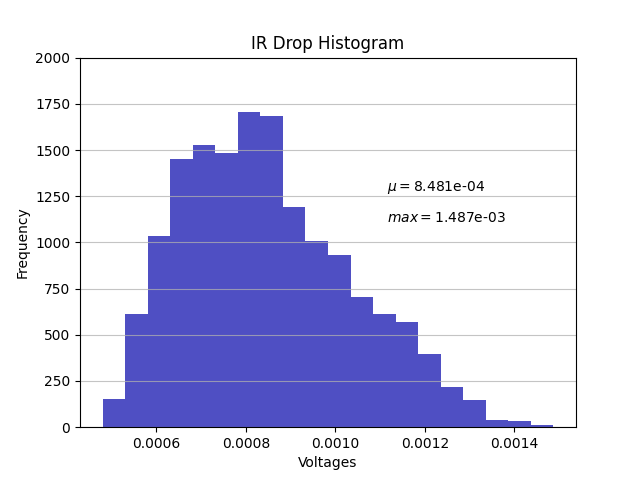 IR Drop Histogram
2000
1750
1500
1250
1000
750
500
250
0
Frequency
μ = 8.481e-04
max = 1.487e-03
0.0006 0.0008 0.0010 0.0012 0.0014
Voltages